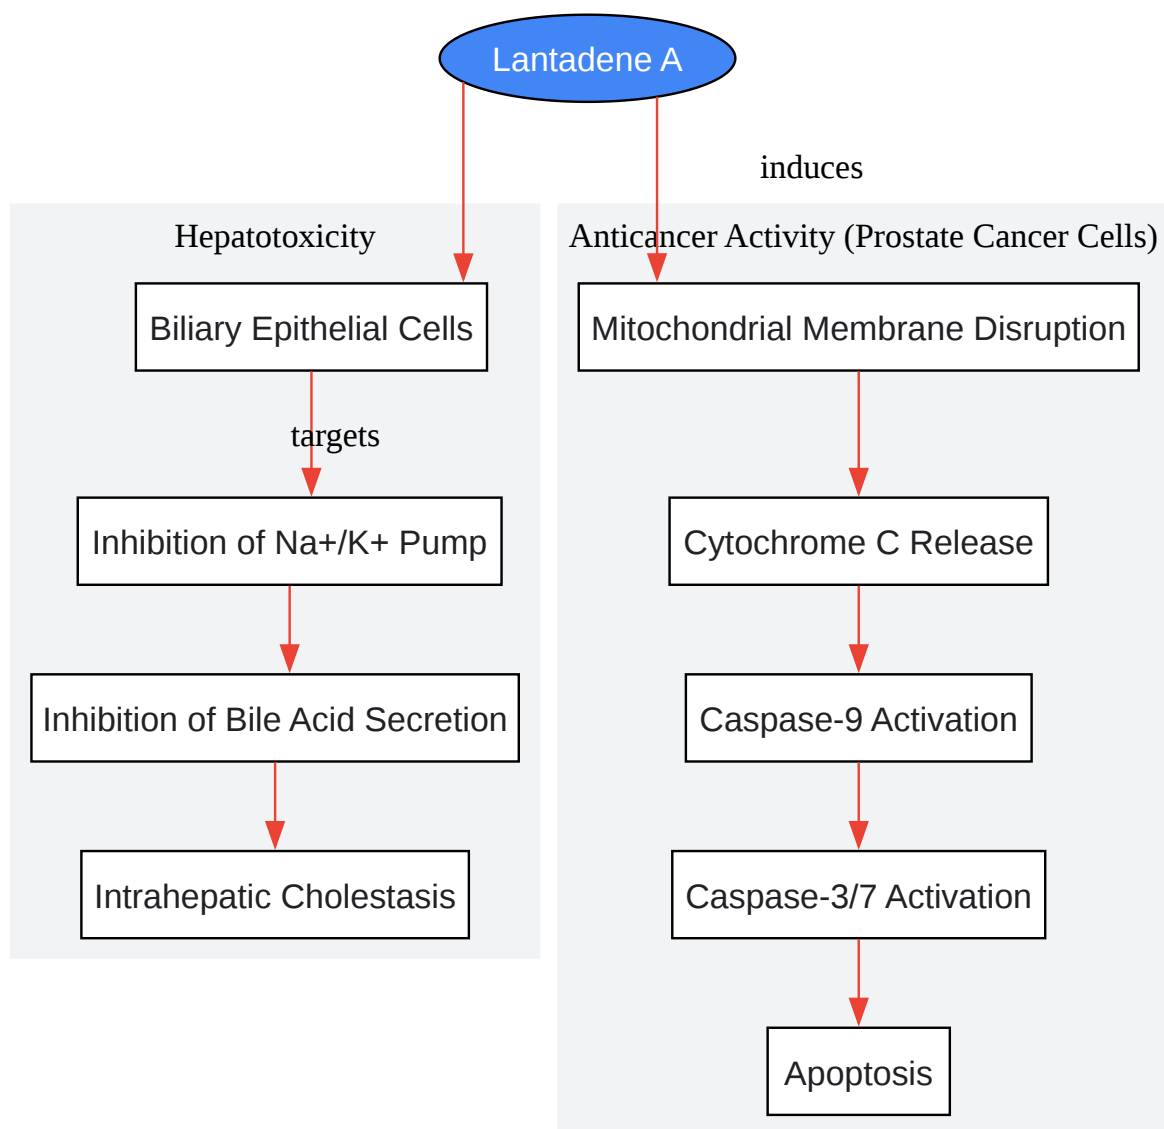 Lantadene A
induces
Hepatotoxicity
Biliary Epithelial Cells
targets
Inhibition of Na+/K+ Pump
Inhibition of Bile Acid Secretion
Intrahepatic Cholestasis
Anticancer Activity (Prostate Cancer Cells)
Mitochondrial Membrane Disruption
Cytochrome C Release
Caspase-9 Activation
Caspase-3/7 Activation
Apoptosis